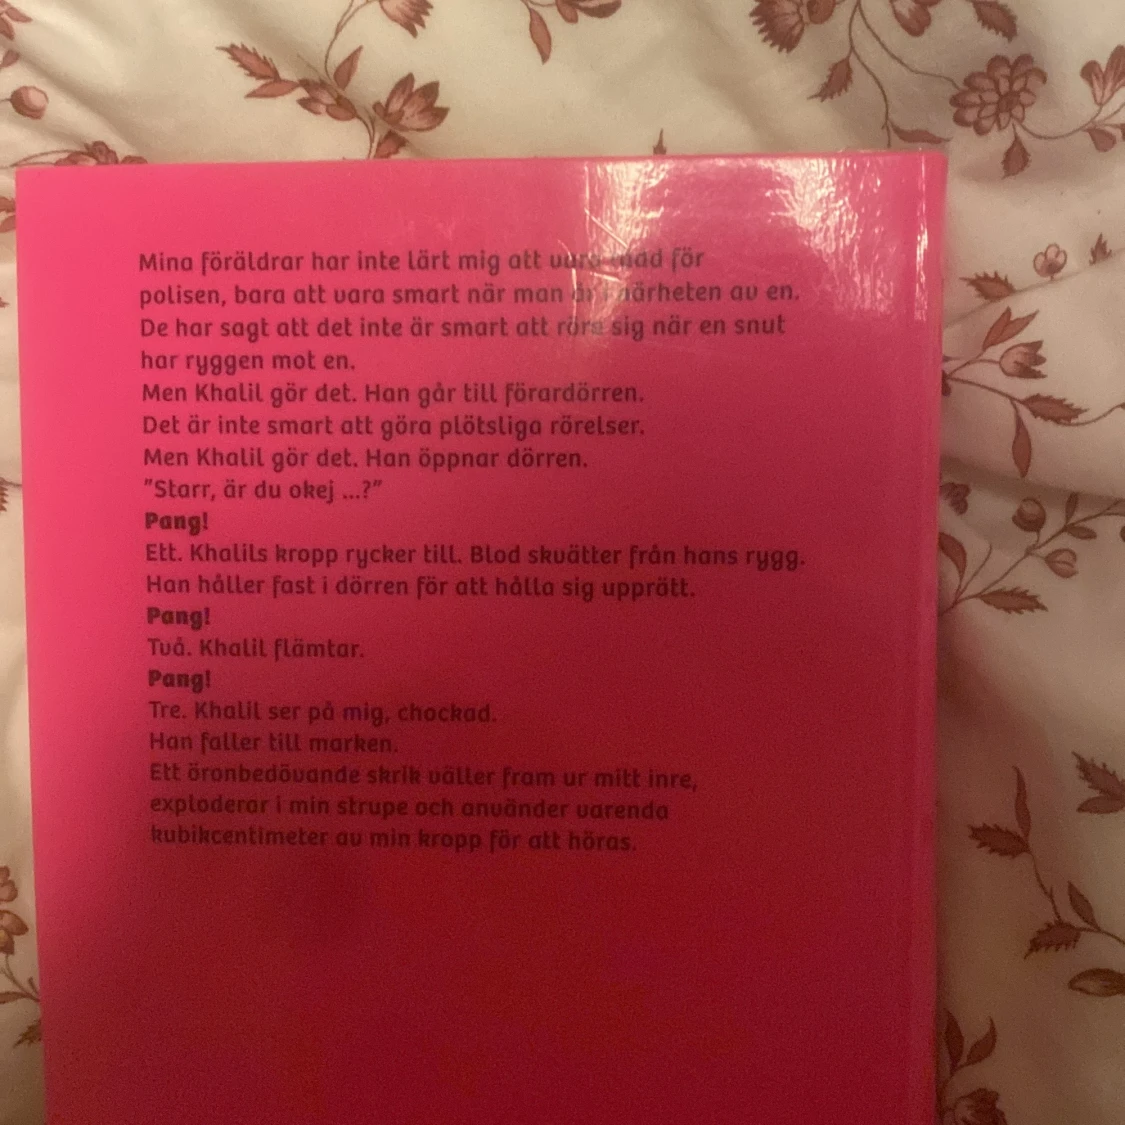 Mina föräldrar har inte lärt mig att vara rädd för
polisen, bara att vara smart när man är i närheten av en.
De har sagt att det inte är smart att röra sig när en snut
har ryggen mot en.
Men Khalil gör det. Han går till förardörren.
Det är inte smart att göra plötsliga rörelser.
Men Khalil gör det. Han öppnar dörren.
”Starr, är du okej ...?”
Pang!
Ett. Khalils kropp rycker till. Blod skvätter från hans rygg.
Han håller fast i dörren för att hålla sig upprätt.
Pang!
Två. Khalil flämtar.
Pang!
Tre. Khalil ser på mig, chockad.
Han faller till marken.
Ett öronbedövande skrik väller fram ur mitt inre,
exploderar i min strupe och använder varenda
kubikcentimeter av min kropp för att höras.